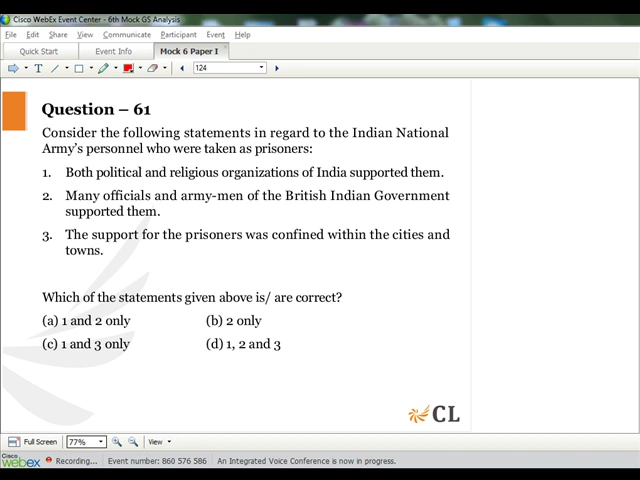 Cisco WebEx Event Center - 6th Mock GS Analysis
File Edit Share View Communicate Participant Event Help
Quick Start Event Info Mock 6 Paper I
T 124
Question – 61
Consider the following statements in regard to the Indian National
Army's personnel who were taken as prisoners:
1. Both political and religious organizations of India supported them.
2. Many officials and army-men of the British Indian Government
supported them.
3. The support for the prisoners was confined within the cities and
towns.
Which of the statements given above is/ are correct?
(a) 1 and 2 only (b) 2 only
(c) 1 and 3 only (d) 1, 2 and 3
CL
Full Screen 77% View
Cisco webex Recording... Event number: 860 576 586 An Integrated Voice Conference is now in progress.